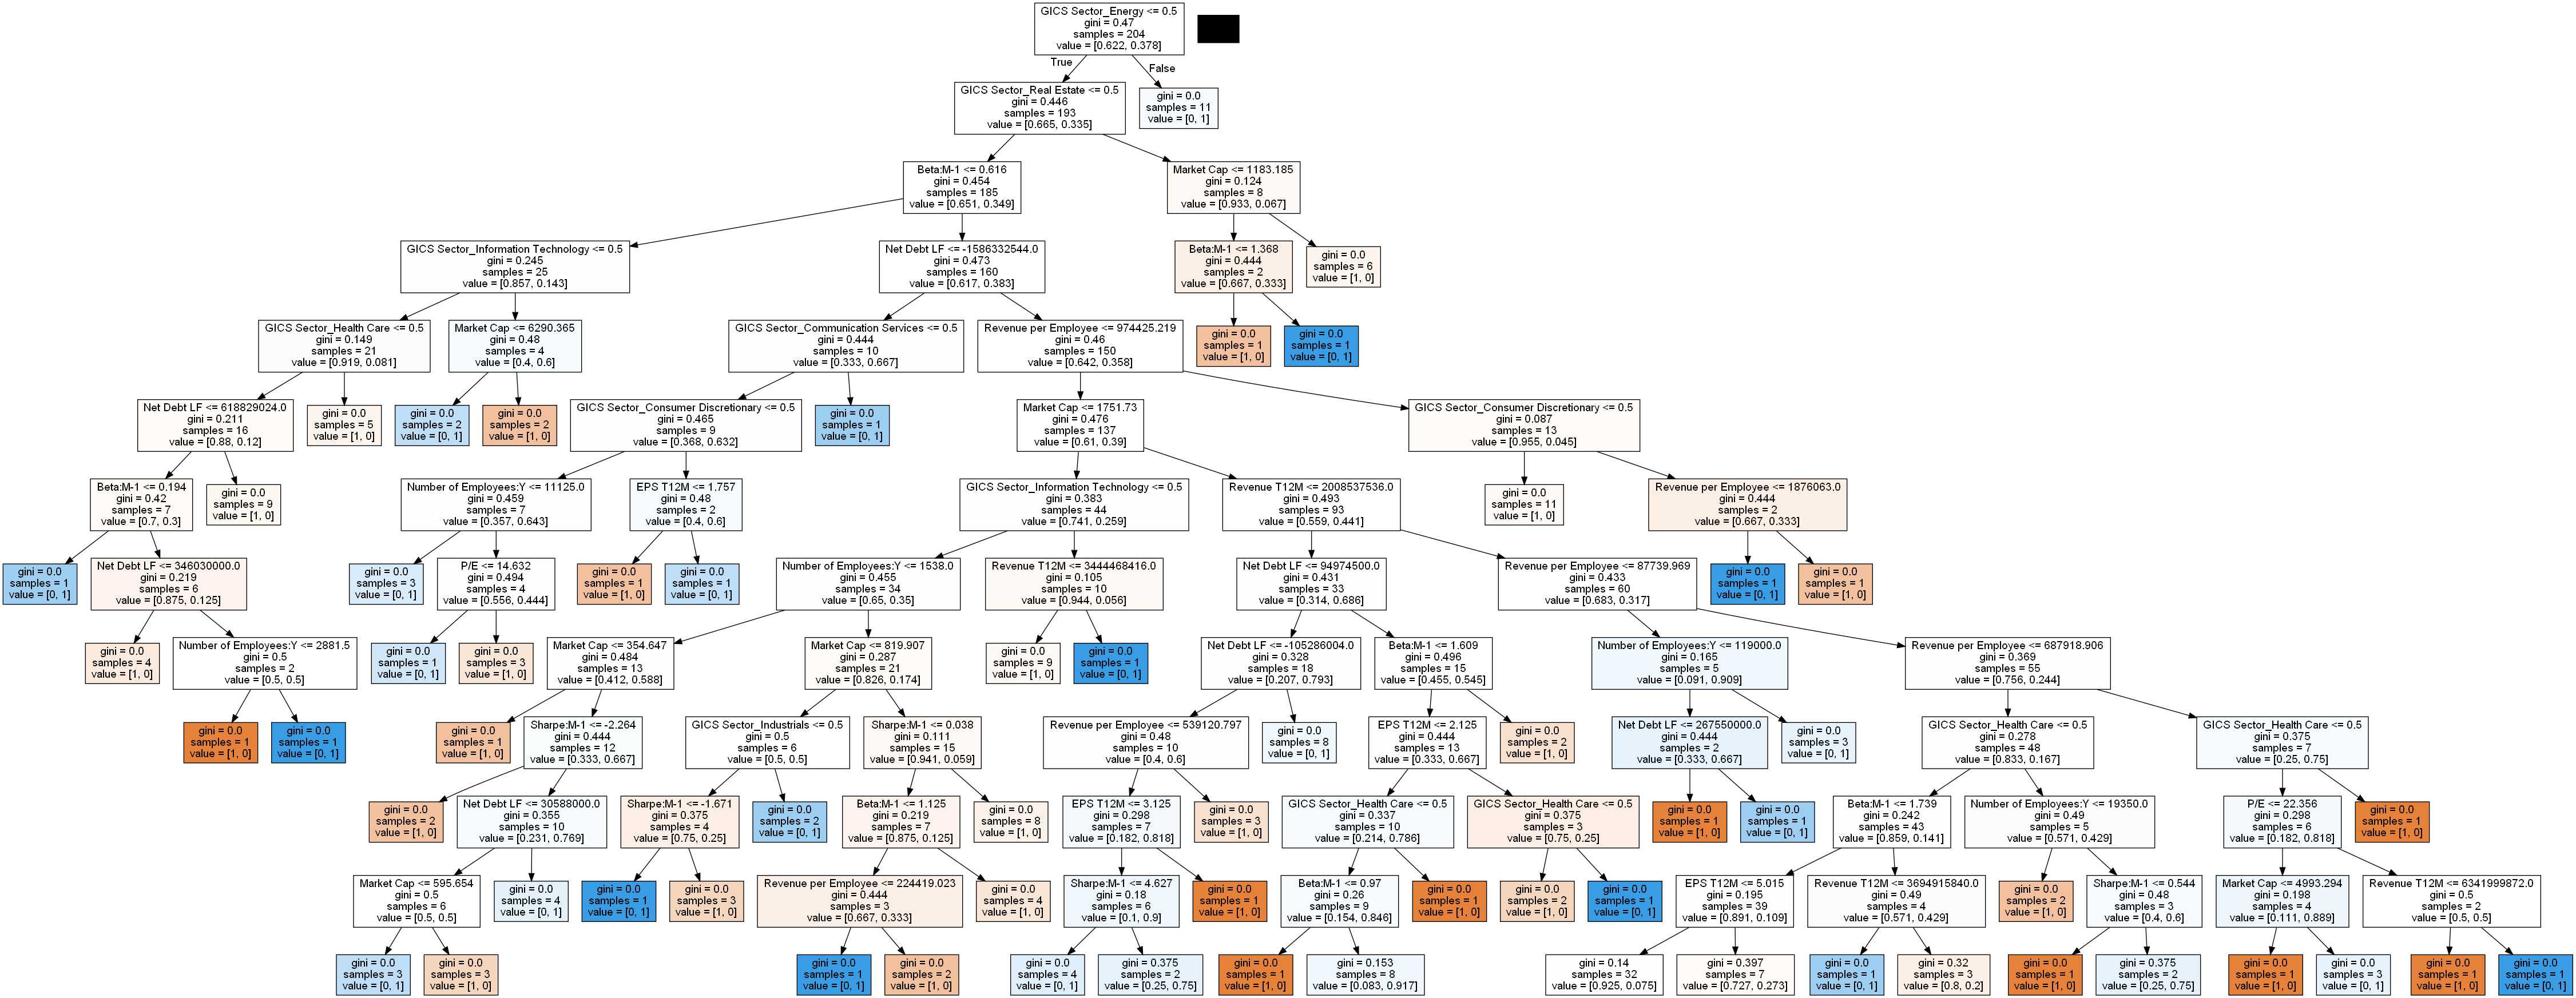 GICS Sector_Energy <= 0.5
gini = 0.47
samples = 204
value = [0.622, 0.378]
True
False
GICS Sector_Real Estate <= 0.5
gini = 0.446
samples = 193
value = [0.665, 0.335]
gini = 0.0
samples = 11
value = [0, 1]
Beta:M-1 <= 0.616
gini = 0.454
samples = 185
value = [0.651, 0.349]
Market Cap <= 1183.185
gini = 0.124
samples = 8
value = [0.933, 0.067]
GICS Sector_Information Technology <= 0.5
gini = 0.245
samples = 25
value = [0.857, 0.143]
Net Debt LF <= -1586332544.0
gini = 0.473
samples = 160
value = [0.617, 0.383]
Beta:M-1 <= 1.368
gini = 0.444
samples = 2
value = [0.667, 0.333]
gini = 0.0
samples = 6
value = [1, 0]
GICS Sector_Health Care <= 0.5
gini = 0.149
samples = 21
value = [0.919, 0.081]
Market Cap <= 6290.365
gini = 0.48
samples = 4
value = [0.4, 0.6]
GICS Sector_Communication Services <= 0.5
gini = 0.444
samples = 10
value = [0.333, 0.667]
Revenue per Employee <= 974425.219
gini = 0.46
samples = 150
value = [0.642, 0.358]
gini = 0.0
samples = 1
value = [1, 0]
gini = 0.0
samples = 1
value = [0, 1]
Net Debt LF <= 618829024.0
gini = 0.211
samples = 16
value = [0.88, 0.12]
gini = 0.0
samples = 5
value = [1, 0]
gini = 0.0
samples = 2
value = [0, 1]
gini = 0.0
samples = 2
value = [1, 0]
GICS Sector_Consumer Discretionary <= 0.5
gini = 0.465
samples = 9
value = [0.368, 0.632]
gini = 0.0
samples = 1
value = [0, 1]
Market Cap <= 1751.73
gini = 0.476
samples = 137
value = [0.61, 0.39]
GICS Sector_Consumer Discretionary <= 0.5
gini = 0.087
samples = 13
value = [0.955, 0.045]
Beta:M-1 <= 0.194
gini = 0.42
samples = 7
value = [0.7, 0.3]
gini = 0.0
samples = 9
value = [1, 0]
Number of Employees:Y <= 11125.0
gini = 0.459
samples = 7
value = [0.357, 0.643]
EPS T12M <= 1.757
gini = 0.48
samples = 2
value = [0.4, 0.6]
GICS Sector_Information Technology <= 0.5
gini = 0.383
samples = 44
value = [0.741, 0.259]
Revenue T12M <= 2008537536.0
gini = 0.493
samples = 93
value = [0.559, 0.441]
gini = 0.0
samples = 11
value = [1, 0]
Revenue per Employee <= 1876063.0
gini = 0.444
samples = 2
value = [0.667, 0.333]
gini = 0.0
samples = 1
value = [0, 1]
Net Debt LF <= 346030000.0
gini = 0.219
samples = 6
value = [0.875, 0.125]
gini = 0.0
samples = 3
value = [0, 1]
P/E <= 14.632
gini = 0.494
samples = 4
value = [0.556, 0.444]
gini = 0.0
samples = 1
value = [1, 0]
gini = 0.0
samples = 1
value = [0, 1]
Number of Employees:Y <= 1538.0
gini = 0.455
samples = 34
value = [0.65, 0.35]
Revenue T12M <= 3444468416.0
gini = 0.105
samples = 10
value = [0.944, 0.056]
Net Debt LF <= 94974500.0
gini = 0.431
samples = 33
value = [0.314, 0.686]
Revenue per Employee <= 87739.969
gini = 0.433
samples = 60
value = [0.683, 0.317]
gini = 0.0
samples = 1
value = [0, 1]
gini = 0.0
samples = 1
value = [1, 0]
gini = 0.0
samples = 4
value = [1, 0]
Number of Employees:Y <= 2881.5
gini = 0.5
samples = 2
value = [0.5, 0.5]
gini = 0.0
samples = 1
value = [0, 1]
gini = 0.0
samples = 3
value = [1, 0]
Market Cap <= 354.647
gini = 0.484
samples = 13
value = [0.412, 0.588]
Market Cap <= 819.907
gini = 0.287
samples = 21
value = [0.826, 0.174]
gini = 0.0
samples = 9
value = [1, 0]
gini = 0.0
samples = 1
value = [0, 1]
Net Debt LF <= -105286004.0
gini = 0.328
samples = 18
value = [0.207, 0.793]
Beta:M-1 <= 1.609
gini = 0.496
samples = 15
value = [0.455, 0.545]
Number of Employees:Y <= 119000.0
gini = 0.165
samples = 5
value = [0.091, 0.909]
Revenue per Employee <= 687918.906
gini = 0.369
samples = 55
value = [0.756, 0.244]
gini = 0.0
samples = 1
value = [1, 0]
gini = 0.0
samples = 1
value = [0, 1]
gini = 0.0
samples = 1
value = [1, 0]
Sharpe:M-1 <= -2.264
gini = 0.444
samples = 12
value = [0.333, 0.667]
GICS Sector_Industrials <= 0.5
gini = 0.5
samples = 6
value = [0.5, 0.5]
Sharpe:M-1 <= 0.038
gini = 0.111
samples = 15
value = [0.941, 0.059]
Revenue per Employee <= 539120.797
gini = 0.48
samples = 10
value = [0.4, 0.6]
gini = 0.0
samples = 8
value = [0, 1]
EPS T12M <= 2.125
gini = 0.444
samples = 13
value = [0.333, 0.667]
gini = 0.0
samples = 2
value = [1, 0]
Net Debt LF <= 267550000.0
gini = 0.444
samples = 2
value = [0.333, 0.667]
gini = 0.0
samples = 3
value = [0, 1]
GICS Sector_Health Care <= 0.5
gini = 0.278
samples = 48
value = [0.833, 0.167]
GICS Sector_Health Care <= 0.5
gini = 0.375
samples = 7
value = [0.25, 0.75]
gini = 0.0
samples = 2
value = [1, 0]
Net Debt LF <= 30588000.0
gini = 0.355
samples = 10
value = [0.231, 0.769]
Sharpe:M-1 <= -1.671
gini = 0.375
samples = 4
value = [0.75, 0.25]
gini = 0.0
samples = 2
value = [0, 1]
Beta:M-1 <= 1.125
gini = 0.219
samples = 7
value = [0.875, 0.125]
gini = 0.0
samples = 8
value = [1, 0]
EPS T12M <= 3.125
gini = 0.298
samples = 7
value = [0.182, 0.818]
gini = 0.0
samples = 3
value = [1, 0]
GICS Sector_Health Care <= 0.5
gini = 0.337
samples = 10
value = [0.214, 0.786]
GICS Sector_Health Care <= 0.5
gini = 0.375
samples = 3
value = [0.75, 0.25]
gini = 0.0
samples = 1
value = [1, 0]
gini = 0.0
samples = 1
value = [0, 1]
Beta:M-1 <= 1.739
gini = 0.242
samples = 43
value = [0.859, 0.141]
Number of Employees:Y <= 19350.0
gini = 0.49
samples = 5
value = [0.571, 0.429]
P/E <= 22.356
gini = 0.298
samples = 6
value = [0.182, 0.818]
gini = 0.0
samples = 1
value = [1, 0]
Market Cap <= 595.654
gini = 0.5
samples = 6
value = [0.5, 0.5]
gini = 0.0
samples = 4
value = [0, 1]
gini = 0.0
samples = 1
value = [0, 1]
gini = 0.0
samples = 3
value = [1, 0]
Revenue per Employee <= 224419.023
gini = 0.444
samples = 3
value = [0.667, 0.333]
gini = 0.0
samples = 4
value = [1, 0]
Sharpe:M-1 <= 4.627
gini = 0.18
samples = 6
value = [0.1, 0.9]
gini = 0.0
samples = 1
value = [1, 0]
Beta:M-1 <= 0.97
gini = 0.26
samples = 9
value = [0.154, 0.846]
gini = 0.0
samples = 1
value = [1, 0]
gini = 0.0
samples = 2
value = [1, 0]
gini = 0.0
samples = 1
value = [0, 1]
EPS T12M <= 5.015
gini = 0.195
samples = 39
value = [0.891, 0.109]
Revenue T12M <= 3694915840.0
gini = 0.49
samples = 4
value = [0.571, 0.429]
gini = 0.0
samples = 2
value = [1, 0]
Sharpe:M-1 <= 0.544
gini = 0.48
samples = 3
value = [0.4, 0.6]
Market Cap <= 4993.294
gini = 0.198
samples = 4
value = [0.111, 0.889]
Revenue T12M <= 6341999872.0
gini = 0.5
samples = 2
value = [0.5, 0.5]
gini = 0.0
samples = 3
value = [0, 1]
gini = 0.0
samples = 3
value = [1, 0]
gini = 0.0
samples = 1
value = [0, 1]
gini = 0.0
samples = 2
value = [1, 0]
gini = 0.0
samples = 4
value = [0, 1]
gini = 0.375
samples = 2
value = [0.25, 0.75]
gini = 0.0
samples = 1
value = [1, 0]
gini = 0.153
samples = 8
value = [0.083, 0.917]
gini = 0.14
samples = 32
value = [0.925, 0.075]
gini = 0.397
samples = 7
value = [0.727, 0.273]
gini = 0.0
samples = 1
value = [0, 1]
gini = 0.32
samples = 3
value = [0.8, 0.2]
gini = 0.0
samples = 1
value = [1, 0]
gini = 0.375
samples = 2
value = [0.25, 0.75]
gini = 0.0
samples = 1
value = [1, 0]
gini = 0.0
samples = 3
value = [0, 1]
gini = 0.0
samples = 1
value = [1, 0]
gini = 0.0
samples = 1
value = [0, 1]